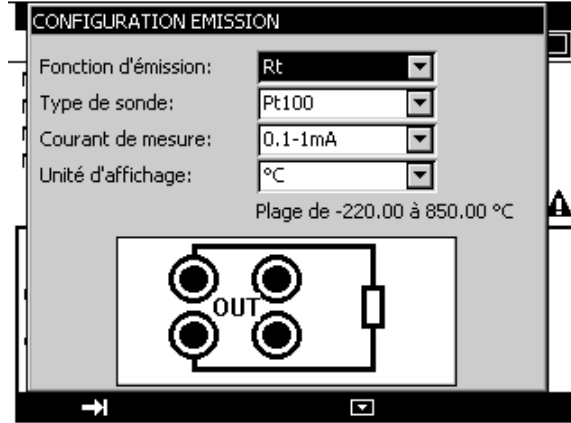 CONFIGURATION EMISSION
Fonction d'émission: Rt
Type de sonde: Pt100
Courant de mesure: 0.1-1mA
Unité d'affichage: °C
Plage de -220.00 à 850.00 °C
OUT